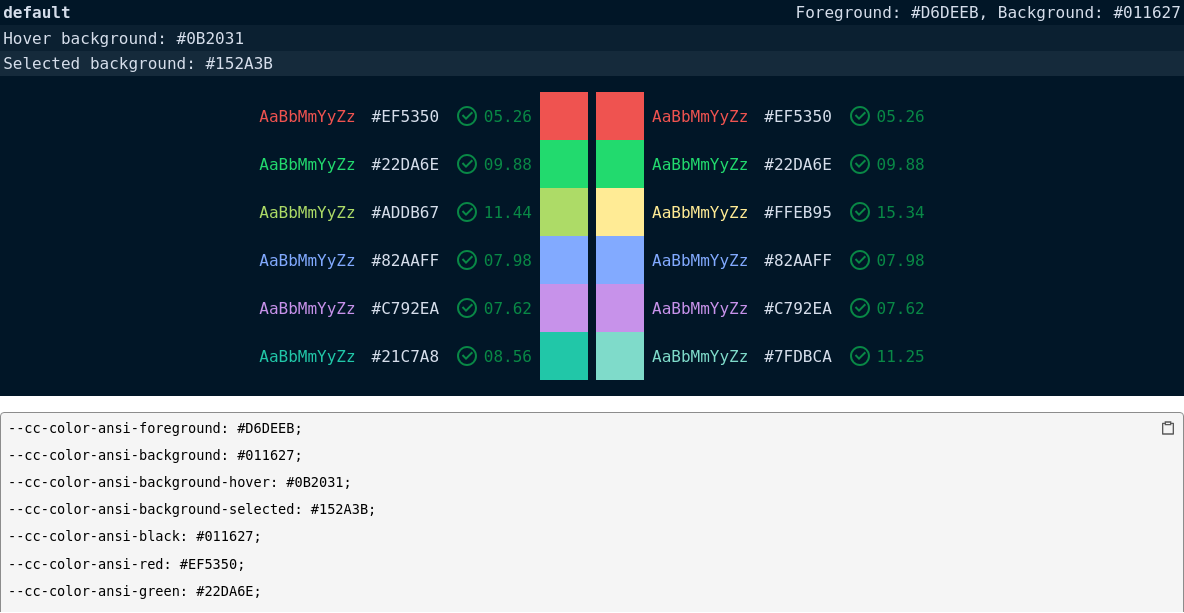 default Foreground: #D6DEEB, Background: #011627
Hover background: #0B2031
Selected background: #152A3B
AaBbMmYyZz #EF5350 05.26 AaBbMmYyZz #EF5350 05.26
AaBbMmYyZz #22DA6E 09.88 AaBbMmYyZz #22DA6E 09.88
AaBbMmYyZz #ADDB67 11.44 AaBbMmYyZz #FFEB95 15.34
AaBbMmYyZz #82AAFF 07.98 AaBbMmYyZz #82AAFF 07.98
AaBbMmYyZz #C792EA 07.62 AaBbMmYyZz #C792EA 07.62
AaBbMmYyZz #21C7A8 08.56 AaBbMmYyZz #7FDBCA 11.25
--cc-color-ansi-foreground: #D6DEEB;
--cc-color-ansi-background: #011627;
--cc-color-ansi-background-hover: #0B2031;
--cc-color-ansi-background-selected: #152A3B;
--cc-color-ansi-black: #011627;
--cc-color-ansi-red: #EF5350;
--cc-color-ansi-green: #22DA6E;